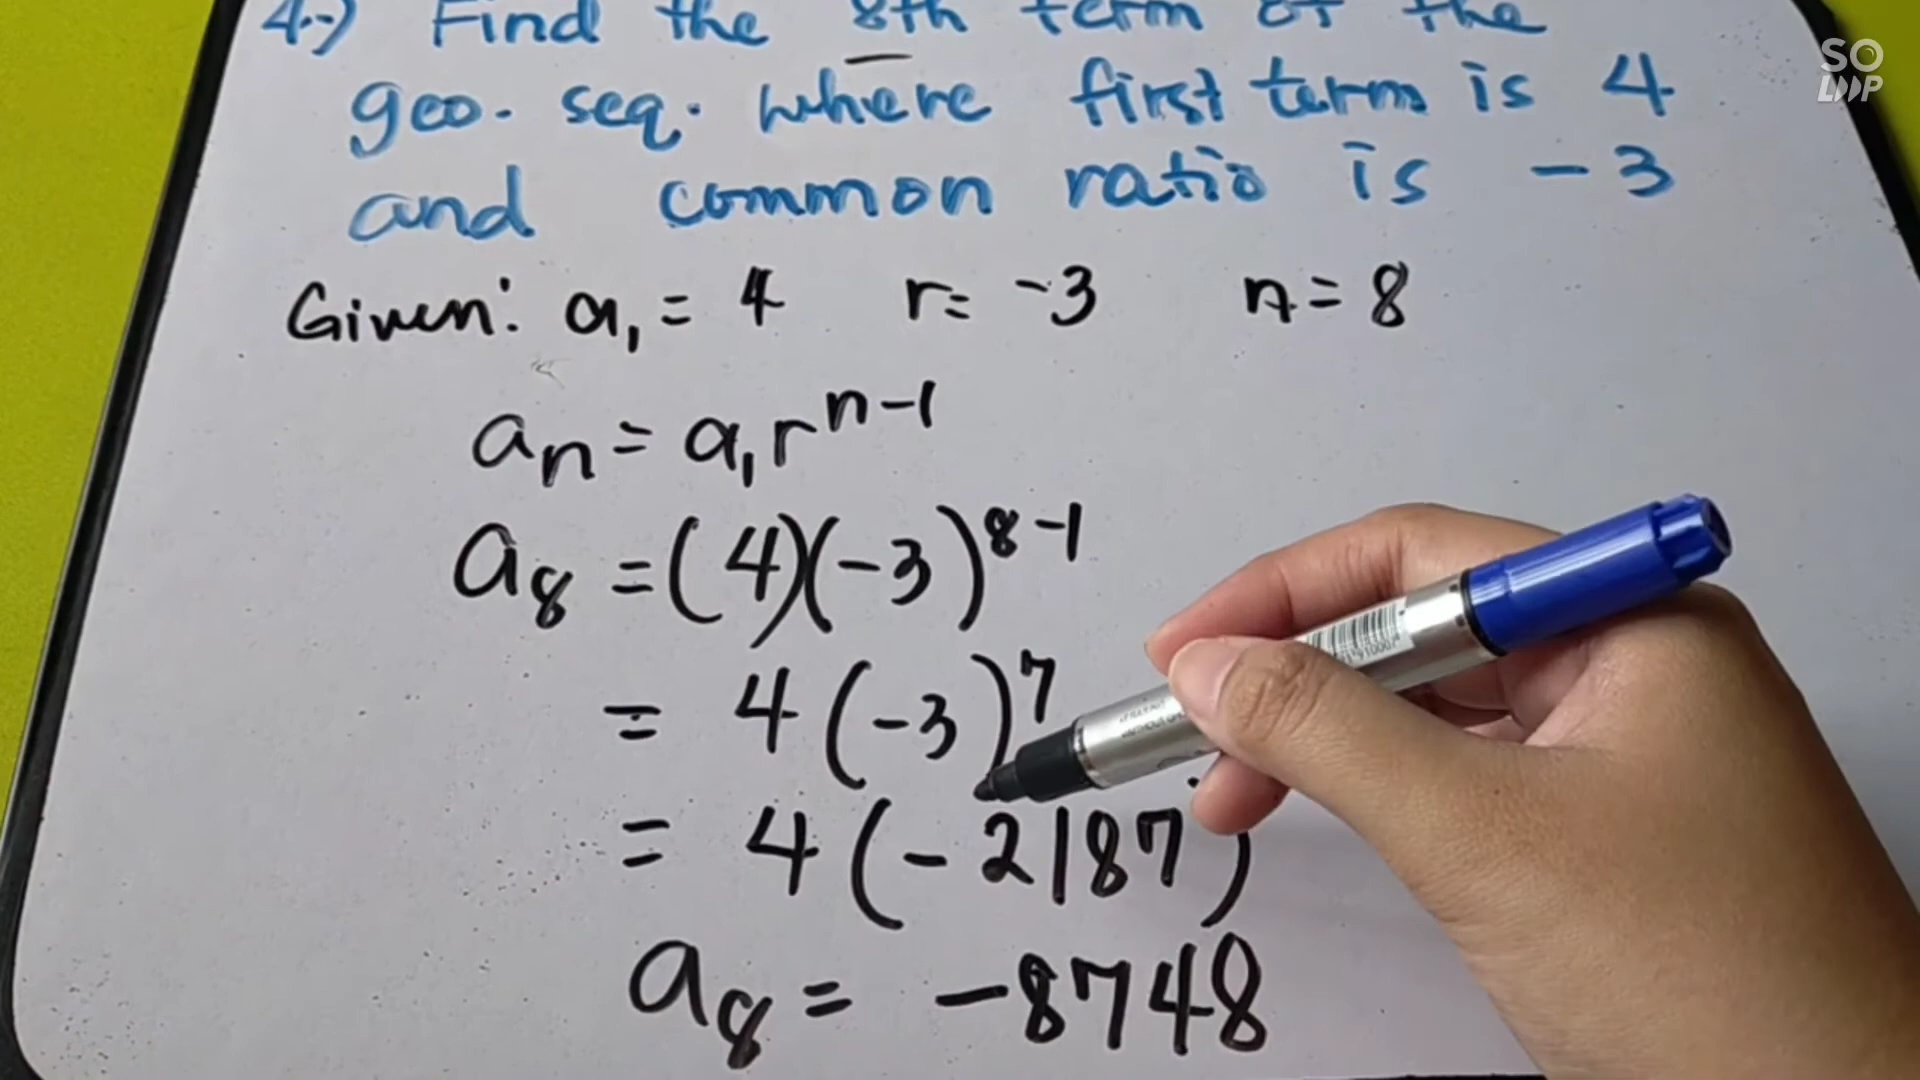 4.) Find the 8th term of the
geo. seq. where first term is 4
and common ratio is -3
Given: a₁ = 4 r = -3 n = 8
aₙ = a₁rⁿ⁻¹
a₈ = (4)(-3)⁸⁻¹
= 4(-3)⁷
= 4(-2187)
a₈ = -8748
SO
LOOP